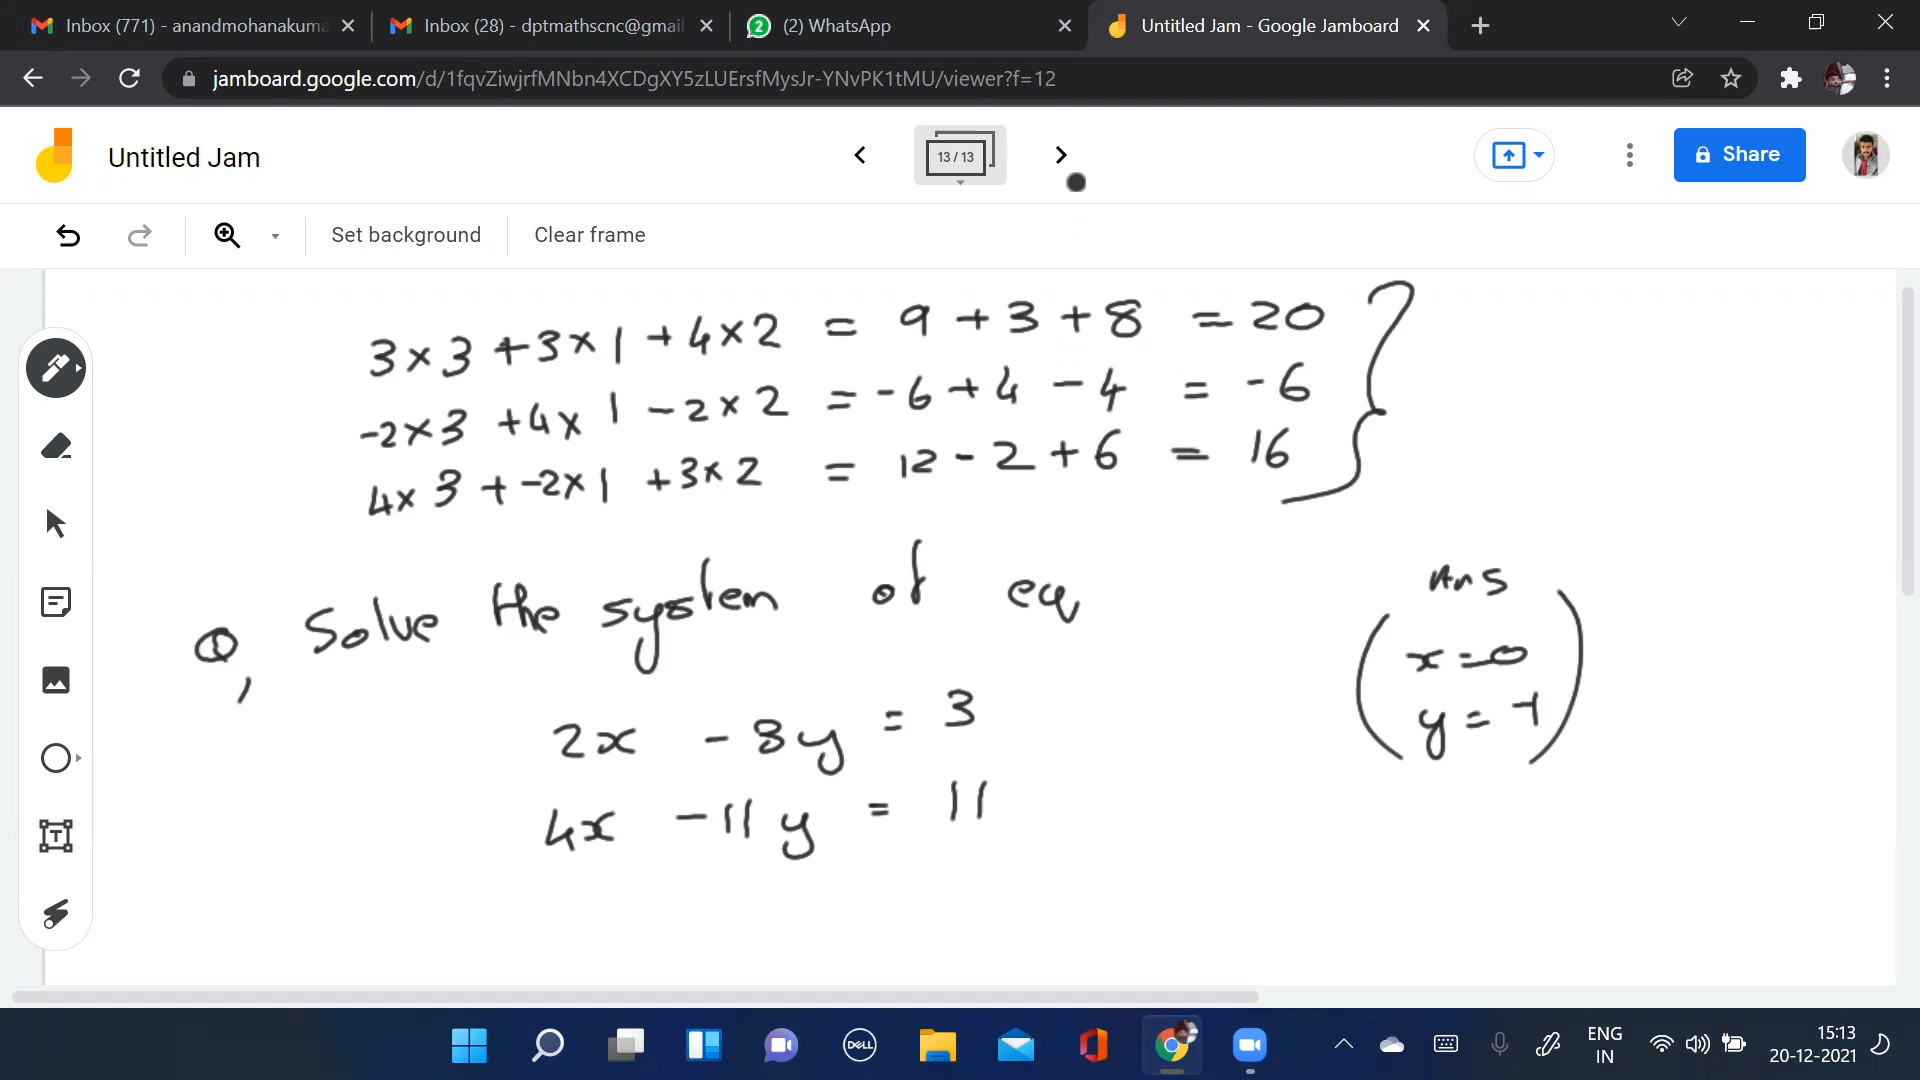 Inbox (771) - anandmohanakuma
Inbox (28) - dptmathscnc@gmail
(2) WhatsApp
Untitled Jam - Google Jamboard
jamboard.google.com/d/1fqvZiwjrfMNbn4XCDgXY5zLUErsfMysJr-YNvPK1tMU/viewer?f=12
Untitled Jam
13 / 13
Share
Set background
Clear frame
3×3 +3×1 +4×2 = 9+3+8 = 20
-2×3 +4×1 -2×2 = -6+4-4 = -6
4×3 + -2×1 +3×2 = 12-2+6 = 16
Q, Solve the system of eq
Ans
x=0
y=-1
2x - 8y = 3
4x - 11y = 11
DELL
ENG
IN
15:13
20-12-2021